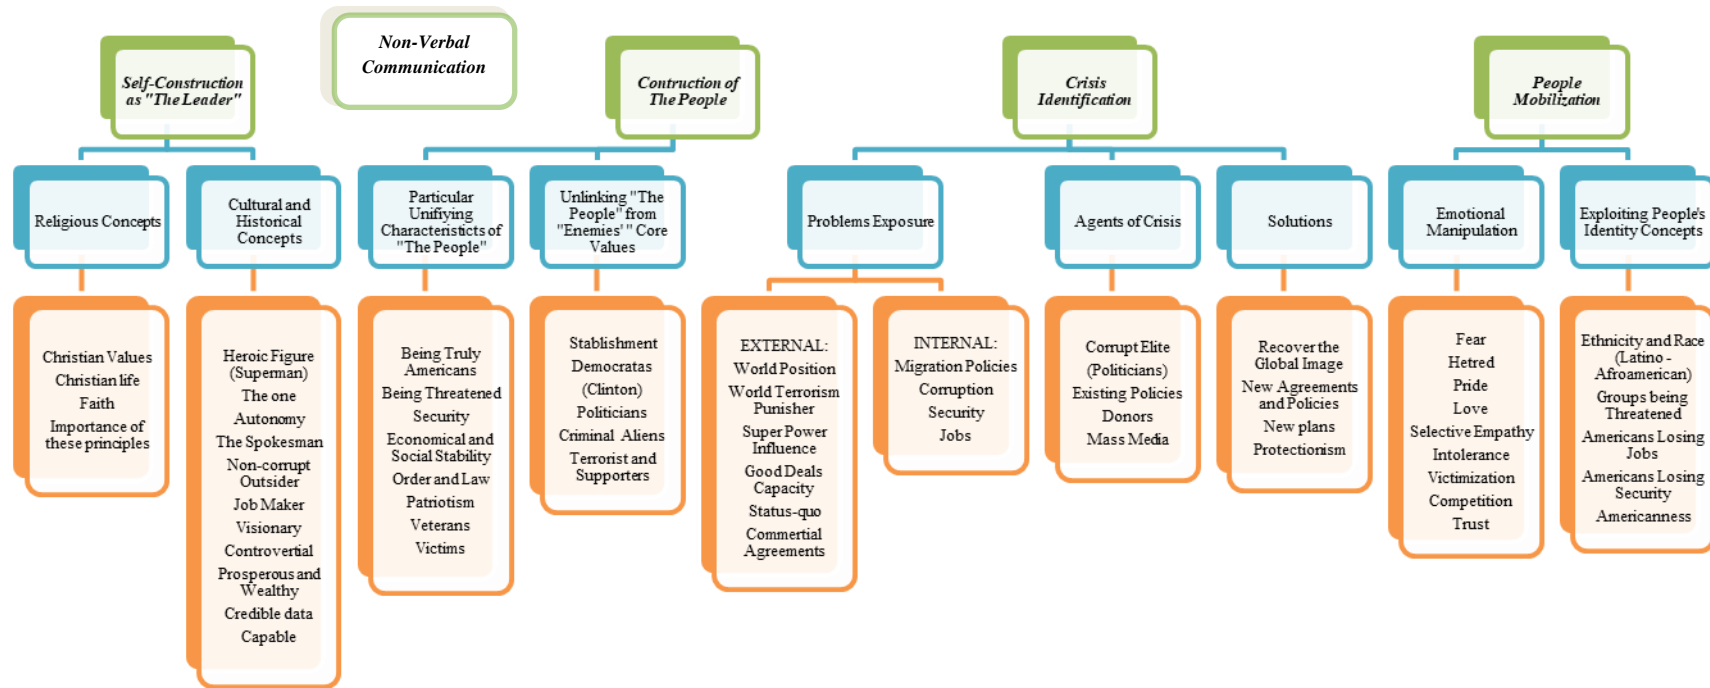 Non-Verbal
Communication
Self-Construction
as "The Leader"
Contruction of
The People
Crisis
Identification
People
Mobilization
Religious Concepts
Cultural and
Historical
Concepts
Particular
Unifiying
Characteristicts of
"The People"
Unlinking "The
People" from
"Enemies'" Core
Values
Problems Exposure
Agents of Crisis
Solutions
Emotional
Manipulation
Exploiting People's
Identity Concepts
Christian Values
Christian life
Faith
Importance of
these principles
Heroic Figure
(Superman)
The one
Autonomy
The Spokesman
Non-corrupt
Outsider
Job Maker
Visionary
Controvertial
Prosperous and
Wealthy
Credible data
Capable
Being Truly
Americans
Being Threatened
Security
Economical and
Social Stability
Order and Law
Patriotism
Veterans
Victims
Stablishment
Democratas
(Clinton)
Politicians
Criminal Aliens
Terrorist and
Supporters
EXTERNAL:
World Position
World Terrorism
Punisher
Super Power
Influence
Good Deals
Capacity
Status-quo
Commertial
Agreements
INTERNAL:
Migration Policies
Corruption
Security
Jobs
Corrupt Elite
(Politicians)
Existing Policies
Donors
Mass Media
Recover the
Global Image
New Agreements
and Policies
New plans
Protectionism
Fear
Hetred
Pride
Love
Selective Empathy
Intolerance
Victimization
Competition
Trust
Ethnicity and Race
(Latino -
Afroamerican)
Groups being
Threatened
Americans Losing
Jobs
Americans Losing
Security
Americanness